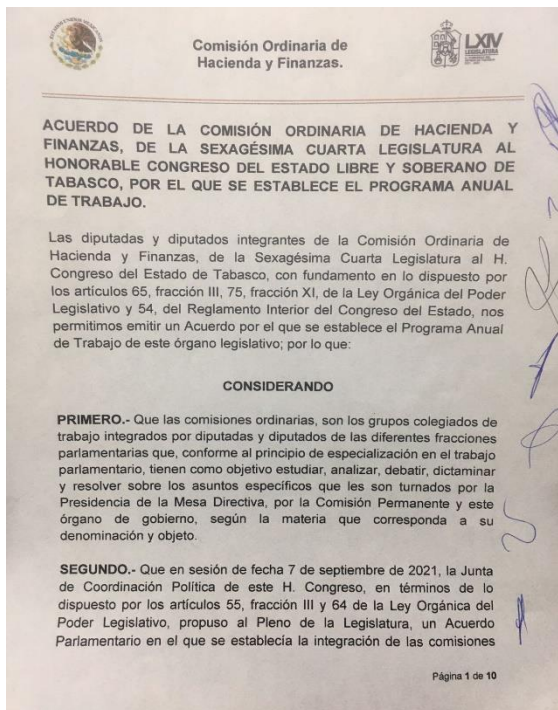 Comisión Ordinaria de
Hacienda y Finanzas.
LXIV
LEGISLATURA
ACUERDO DE LA COMISIÓN ORDINARIA DE HACIENDA Y
FINANZAS, DE LA SEXAGÉSIMA CUARTA LEGISLATURA AL
HONORABLE CONGRESO DEL ESTADO LIBRE Y SOBERANO DE
TABASCO, POR EL QUE SE ESTABLECE EL PROGRAMA ANUAL
DE TRABAJO.
Las diputadas y diputados integrantes de la Comisión Ordinaria de
Hacienda y Finanzas, de la Sexagésima Cuarta Legislatura al H.
Congreso del Estado de Tabasco, con fundamento en lo dispuesto por
los artículos 65, fracción III, 75, fracción XI, de la Ley Orgánica del Poder
Legislativo y 54, del Reglamento Interior del Congreso del Estado, nos
permitimos emitir un Acuerdo por el que se establece el Programa Anual
de Trabajo de este órgano legislativo; por lo que:
CONSIDERANDO
PRIMERO.- Que las comisiones ordinarias, son los grupos colegiados de
trabajo integrados por diputadas y diputados de las diferentes fracciones
parlamentarias que, conforme al principio de especialización en el trabajo
parlamentario, tienen como objetivo estudiar, analizar, debatir, dictaminar
y resolver sobre los asuntos específicos que les son turnados por la
Presidencia de la Mesa Directiva, por la Comisión Permanente y este
órgano de gobierno, según la materia que corresponda a su
denominación y objeto.
SEGUNDO.- Que en sesión de fecha 7 de septiembre de 2021, la Junta
de Coordinación Política de este H. Congreso, en términos de lo
dispuesto por los artículos 55, fracción III y 64 de la Ley Orgánica del
Poder Legislativo, propuso al Pleno de la Legislatura, un Acuerdo
Parlamentario en el que se establecía la integración de las comisiones
Página 1 de 10